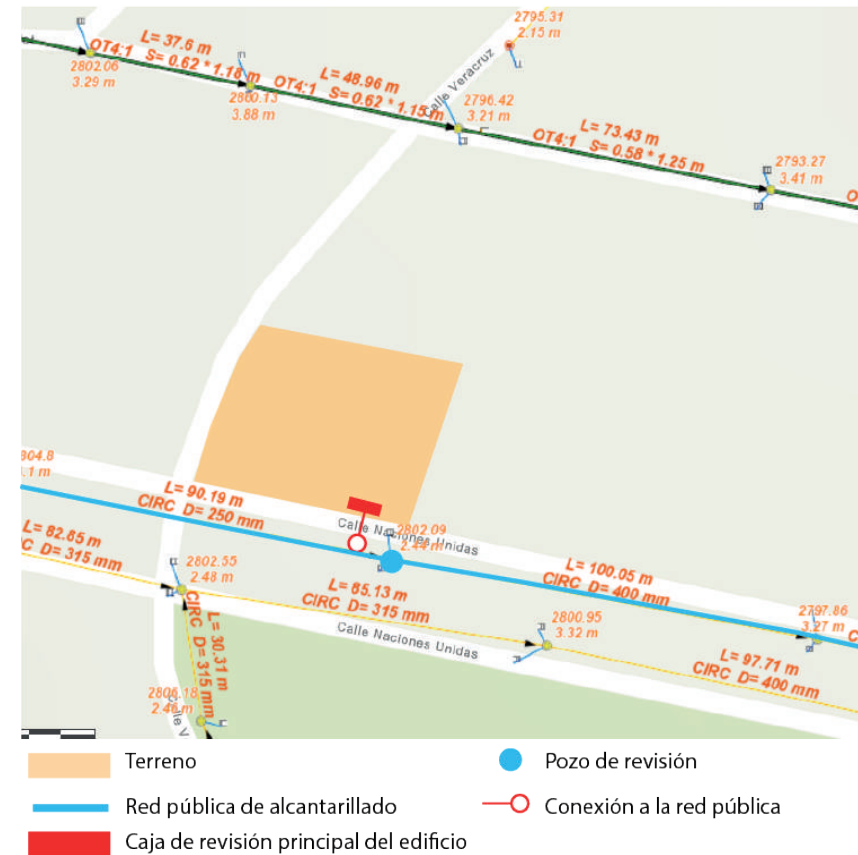 2795.31
2.15 m
L= 37.6 m
OT4:1 S= 0.62 * 1.18 m
2802.06
3.29 m
L= 48.96 m
OT4:1 S= 0.62 * 1.15 m
2800.13
3.88 m
Calle Veracruz
2796.42
3.21 m
L= 73.43 m
OT4:1 S= 0.58 * 1.25 m
2793.27
3.41 m
804.8
.1 m
L= 90.19 m
CIRC D= 250 mm
Calle Naciones Unidas
2802.09
2.44 m
L= 82.85 m
C D= 315 mm
2802.55
2.48 m
L= 65.13 m
CIRC D= 315 mm
L= 100.05 m
CIRC D= 400 mm
2797.86
3.27 m
Calle Naciones Unidas
2800.95
3.32 m
L= 97.71 m
CIRC D= 400 mm
L= 30.31 m
CIRC D= 315 mm
2806.18
2.46 m
Calle V
Terreno
Pozo de revisión
Red pública de alcantarillado
Conexión a la red pública
Caja de revisión principal del edificio